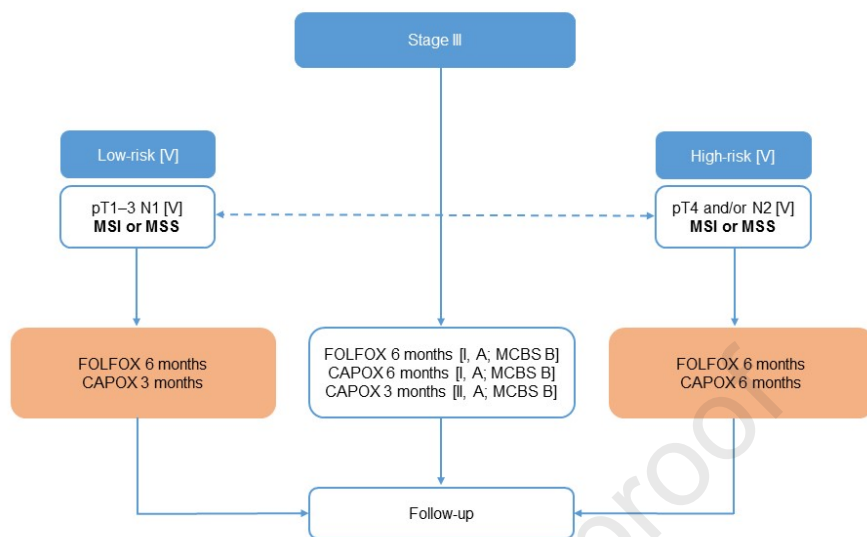 Stage III
Low-risk [V]
High-risk [V]
pT1–3 N1 [V]
MSI or MSS
pT4 and/or N2 [V]
MSI or MSS
FOLFOX 6 months
CAPOX 3 months
FOLFOX 6 months [I, A; MCBS B]
CAPOX 6 months [I, A; MCBS B]
CAPOX 3 months [II, A; MCBS B]
FOLFOX 6 months
CAPOX 6 months
Follow-up
proof